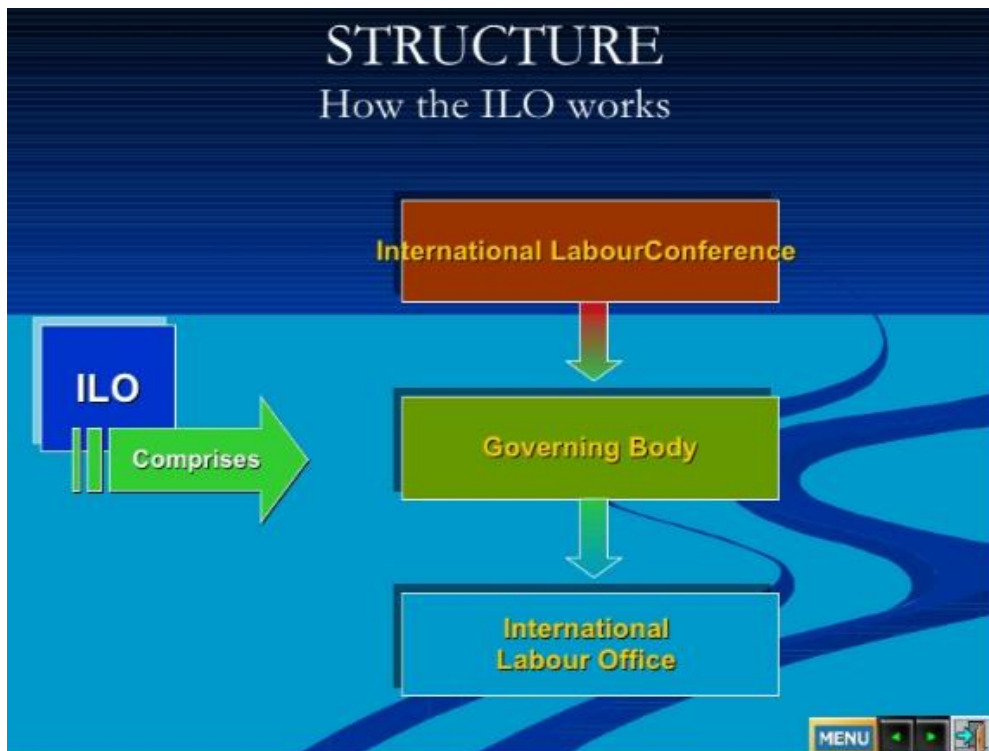 STRUCTURE
How the ILO works
International LabourConference
ILO
Comprises
Governing Body
International
Labour Office
MENU